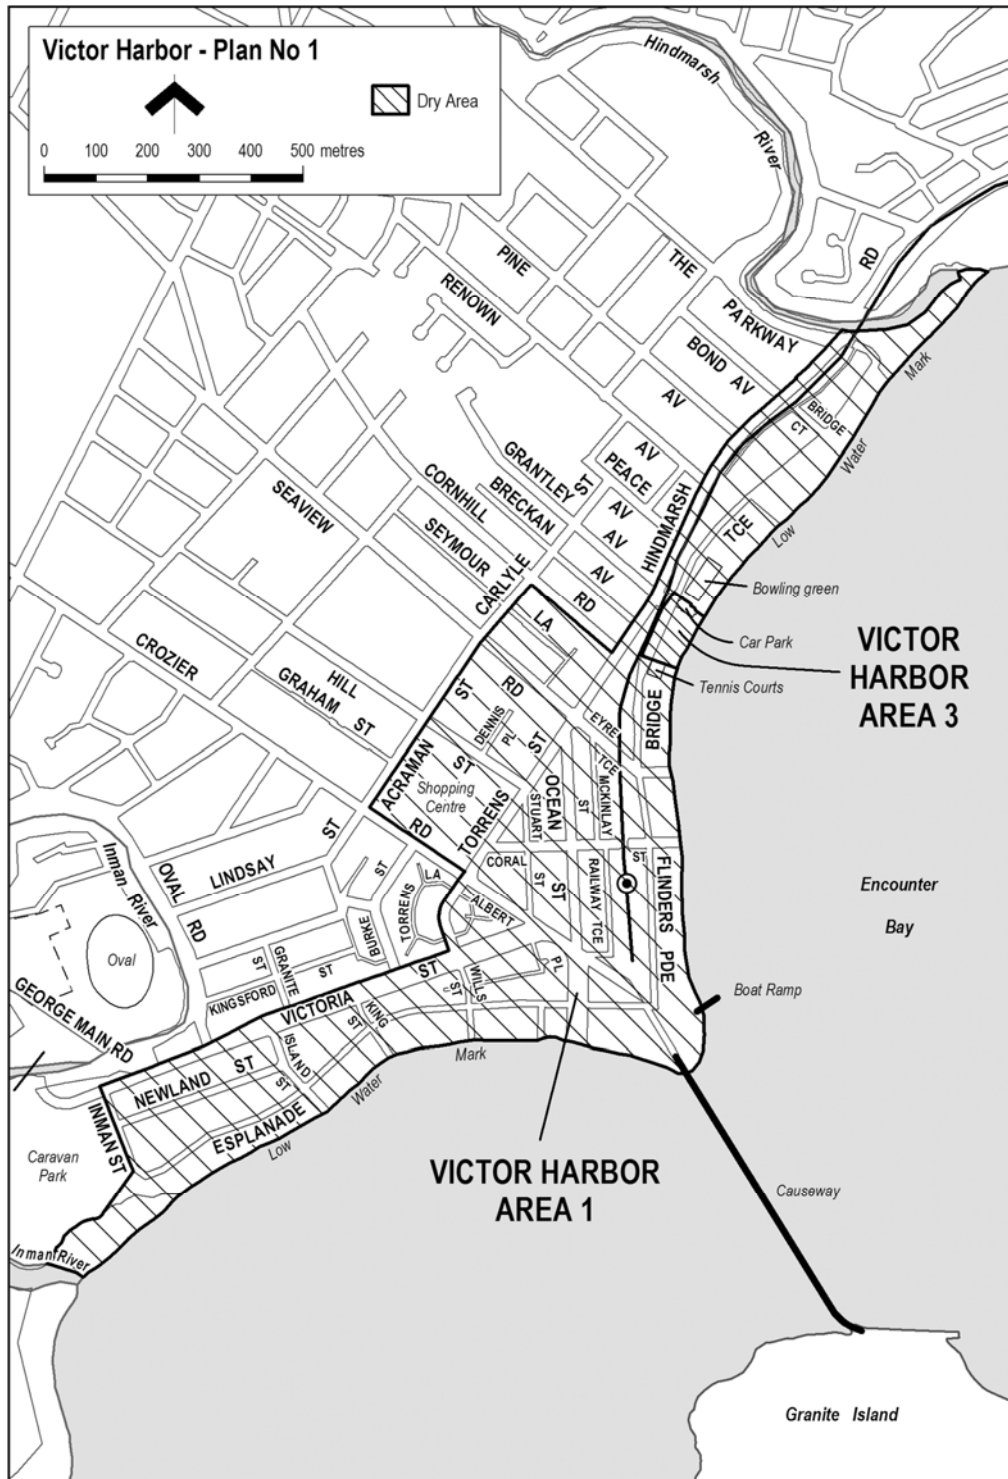 Victor Harbor - Plan No 1
Dry Area
0 100 200 300 400 500 metres
Hindmarsh
River
RD
PINE
THE
RENOWN
PARKWAY
BOND AV
AV
Mark
BRIDGE
CT
Water
AV
PEACE
GRANTLEY
ST
CORNHILL
BRECKAN
AV
HINDMARSH
TCE
Low
SEAVIEW
SEYMOUR
AV
CARLYLE
AV
RD
Bowling green
LA
Car Park
VICTOR
HARBOR
AREA 3
CROZIER
HILL
GRAHAM
ST
ST
RD
Tennis Courts
DENNIS
PL
ST
EYRE
TCE
BRIDGE
ACRAMAN
ST
Shopping
Centre
OCEAN
STUART
ST
MCKINLAY
RD
TORRENS
ST
LINDSAY
ST
OVAL
RD
Inman River
CORAL
ST
ST
RAILWAY TCE
ST
FLINDERS
PDE
LA
TORRENS
BURKE
ALBERT
PL
Encounter
Bay
Oval
ST
GRANITE
ST
KINGSFORD
ST
WILLS
ST
GEORGE MAIN RD
VICTORIA
KING
ST
Boat Ramp
Mark
ISLAND
ST
NEWLAND
ST
Water
INMAN ST
ESPLANADE
Low
Caravan
Park
VICTOR HARBOR
AREA 1
Causeway
Inman River
Granite Island